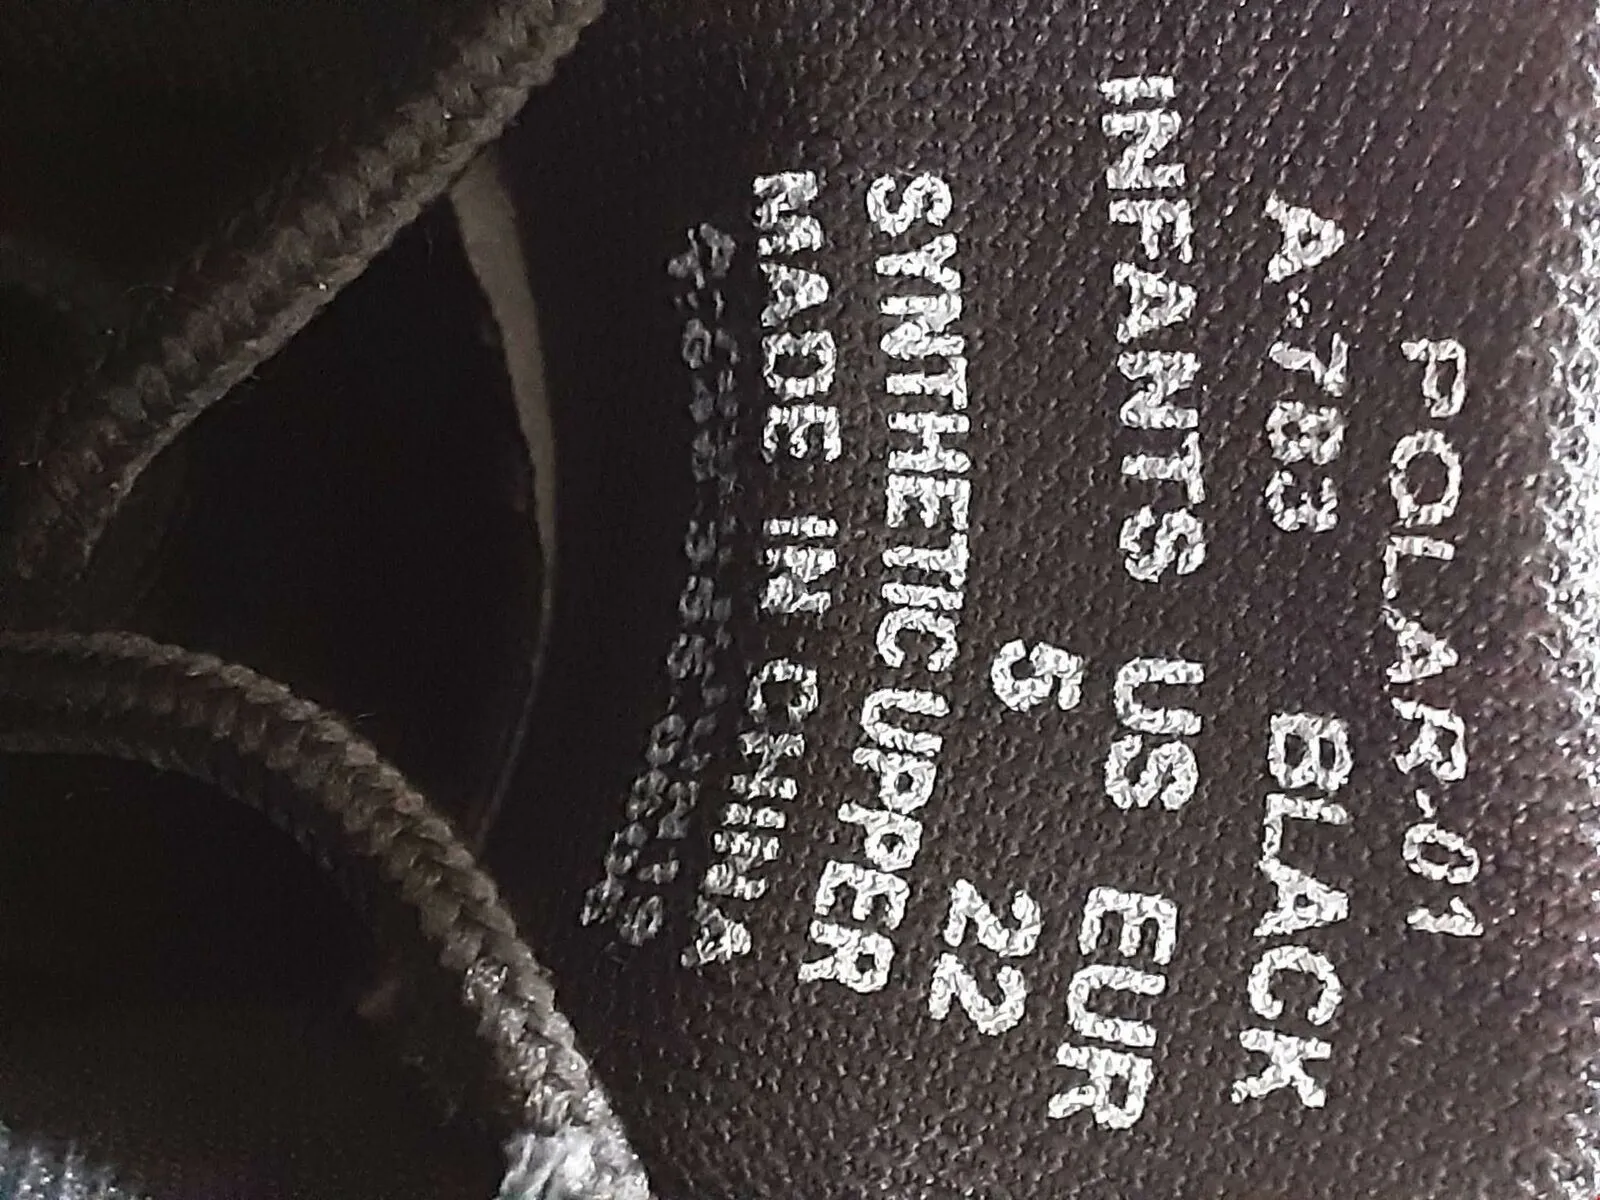 POLAR-01
A-783 BLACK
INFANTS US EUR
5 22
SYNTHETIC UPPER
MADE IN CHINA